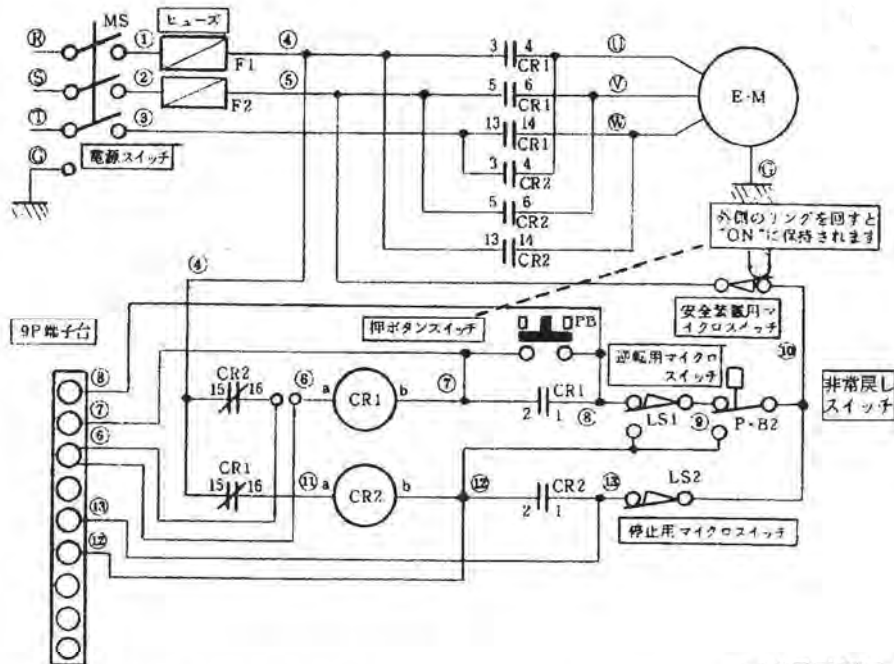 MS
ヒューズ
Ⓡ
①
F1
④
3 4
CR1
Ⓤ
Ⓢ
②
F2
⑤
5 6
CR1
Ⓥ
E・M
Ⓣ
③
13 14
CR1
Ⓦ
Ⓖ
電源スイッチ
3 4
CR2
Ⓖ
5 6
CR2
13 14
CR2
外側のリングを回すと
"ON"に保持されます
④
安全装置用マ
イクロスイッチ
9P端子台
押ボタンスイッチ
PB
逆転用マイクロ
スイッチ
⑩
非常戻し
スイッチ
⑧
⑦
⑥
⑬
⑫
CR2
15 16
⑥
a
CR1
b
⑦
CR1
2 1
⑧
LS1
⑨
P-B2
CR1
15 16
⑪
a
CR2
b
⑫
CR2
2 1
⑬
LS2
停止用マイクロスイッチ